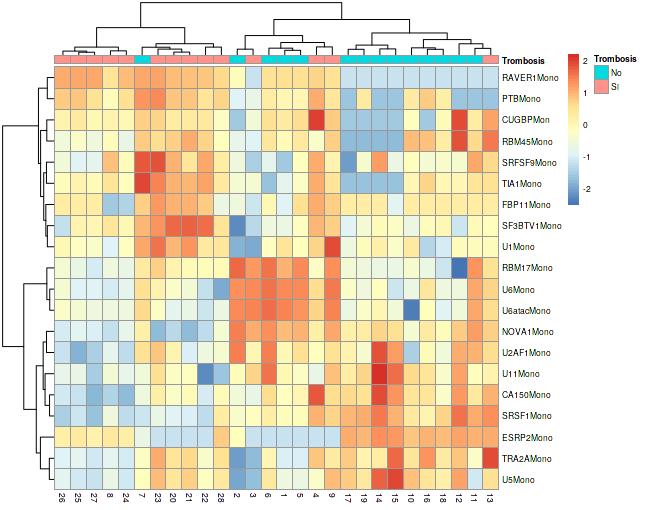 Trombosis
RAVER1Mono
PTBMono
CUGBPMon
RBM45Mono
SRFSF9Mono
TIA1Mono
FBP11Mono
SF3BTV1Mono
U1Mono
RBM17Mono
U6Mono
U6atacMono
NOVA1Mono
U2AF1Mono
U11Mono
CA150Mono
SRSF1Mono
ESRP2Mono
TRA2AMono
U5Mono
26 25 27 8 24 7 23 20 21 22 28 2 3 6 1 5 4 9 17 19 14 15 10 16 18 12 11 13
2
1
0
-1
-2
Trombosis
No
SI